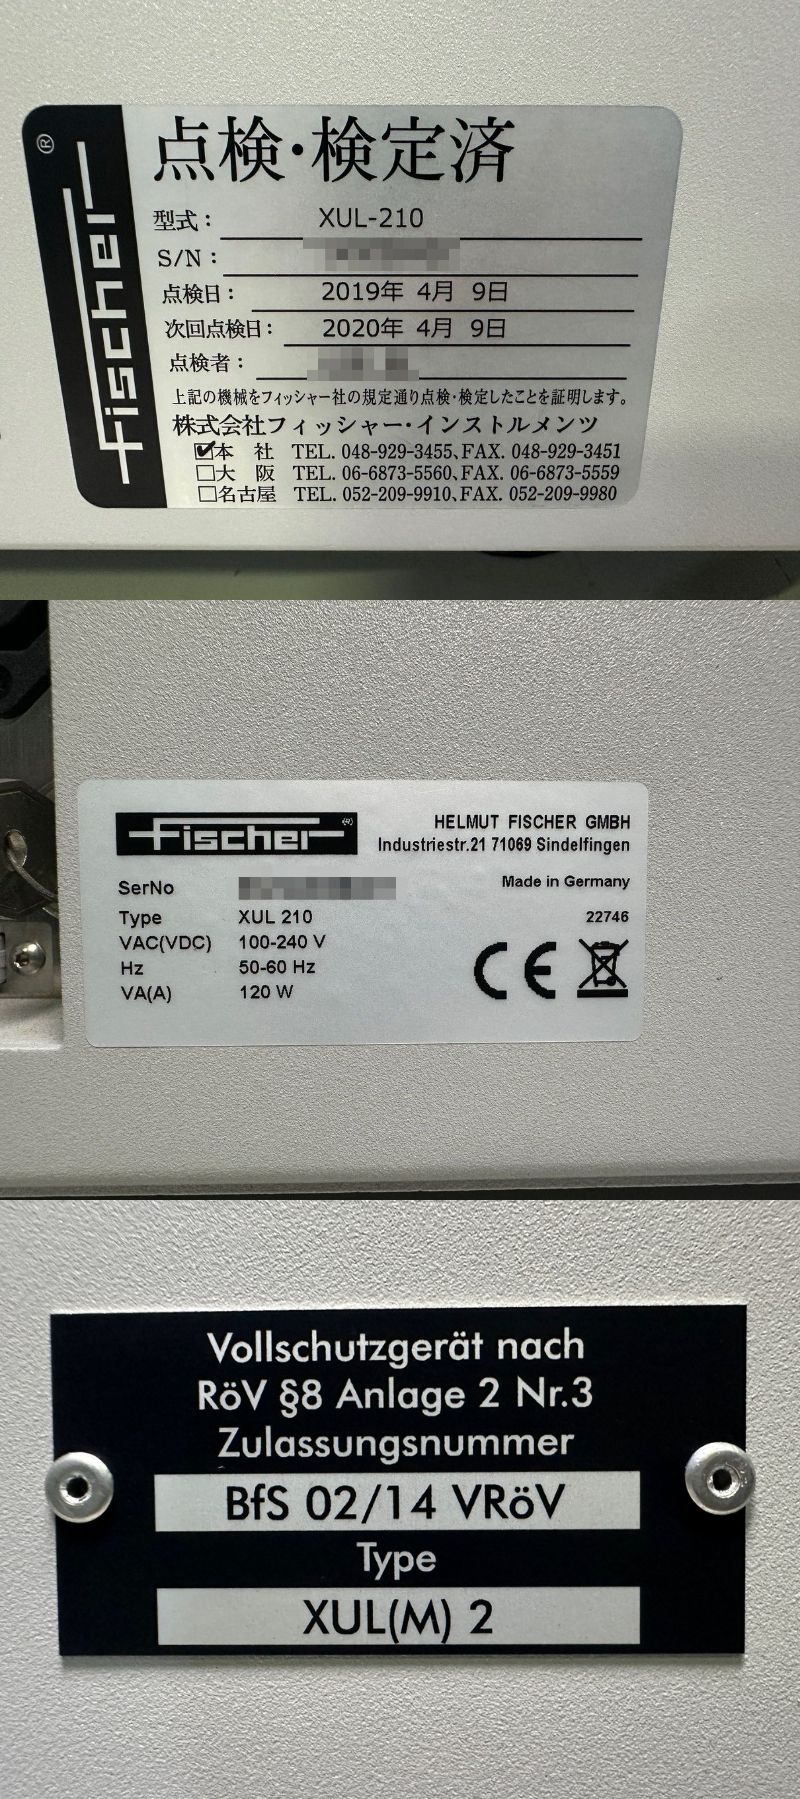 fischer ®
点検・検定済
型式： XUL-210
S/N：
点検日： 2019年 4月 9日
次回点検日： 2020年 4月 9日
点検者：
上記の機械をフィッシャー社の規定通り点検・検定したことを証明します。
株式会社フィッシャー・インストルメンツ
☑本 社 TEL. 048-929-3455、FAX. 048-929-3451
□大 阪 TEL. 06-6873-5560、FAX. 06-6873-5559
□名古屋 TEL. 052-209-9910、FAX. 052-209-9980
fischer (R)
HELMUT FISCHER GMBH
Industriestr.21 71069 Sindelfingen
SerNo
Made in Germany
Type XUL 210
22746
VAC(VDC) 100-240 V
Hz 50-60 Hz
VA(A) 120 W
CE
Vollschutzgerät nach
RöV §8 Anlage 2 Nr.3
Zulassungsnummer
BfS 02/14 VRöV
Type
XUL(M) 2